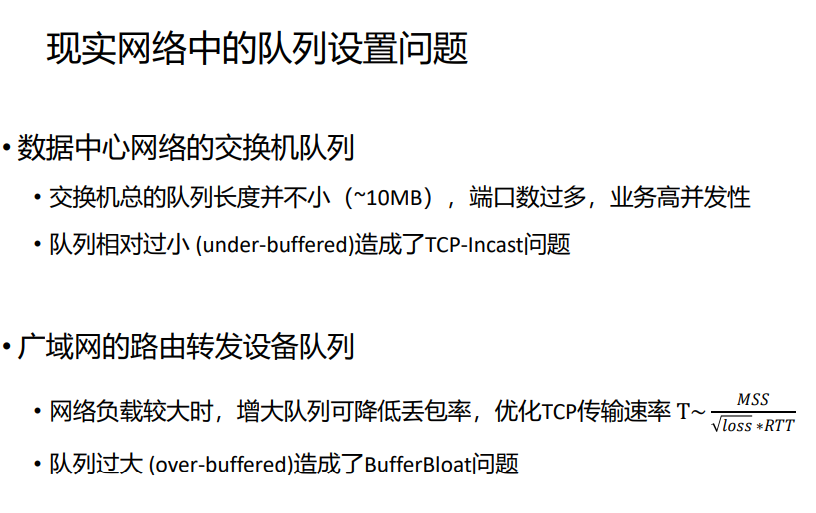 现实网络中的队列设置问题
• 数据中心网络的交换机队列
• 交换机总的队列长度并不小（~10MB），端口数过多，业务高并发性
• 队列相对过小 (under-buffered)造成了TCP-Incast问题
• 广域网的路由转发设备队列
• 网络负载较大时，增大队列可降低丢包率，优化TCP传输速率 T~ MSS / √loss *RTT
• 队列过大 (over-buffered)造成了BufferBloat问题